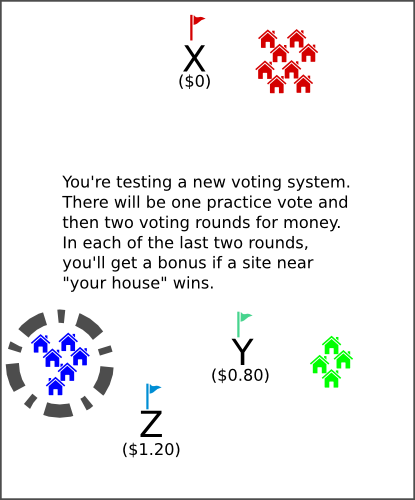 X
($0)
You're testing a new voting system.
There will be one practice vote and
then two voting rounds for money.
In each of the last two rounds,
you'll get a bonus if a site near
"your house" wins.
Y
($0.80)
Z
($1.20)